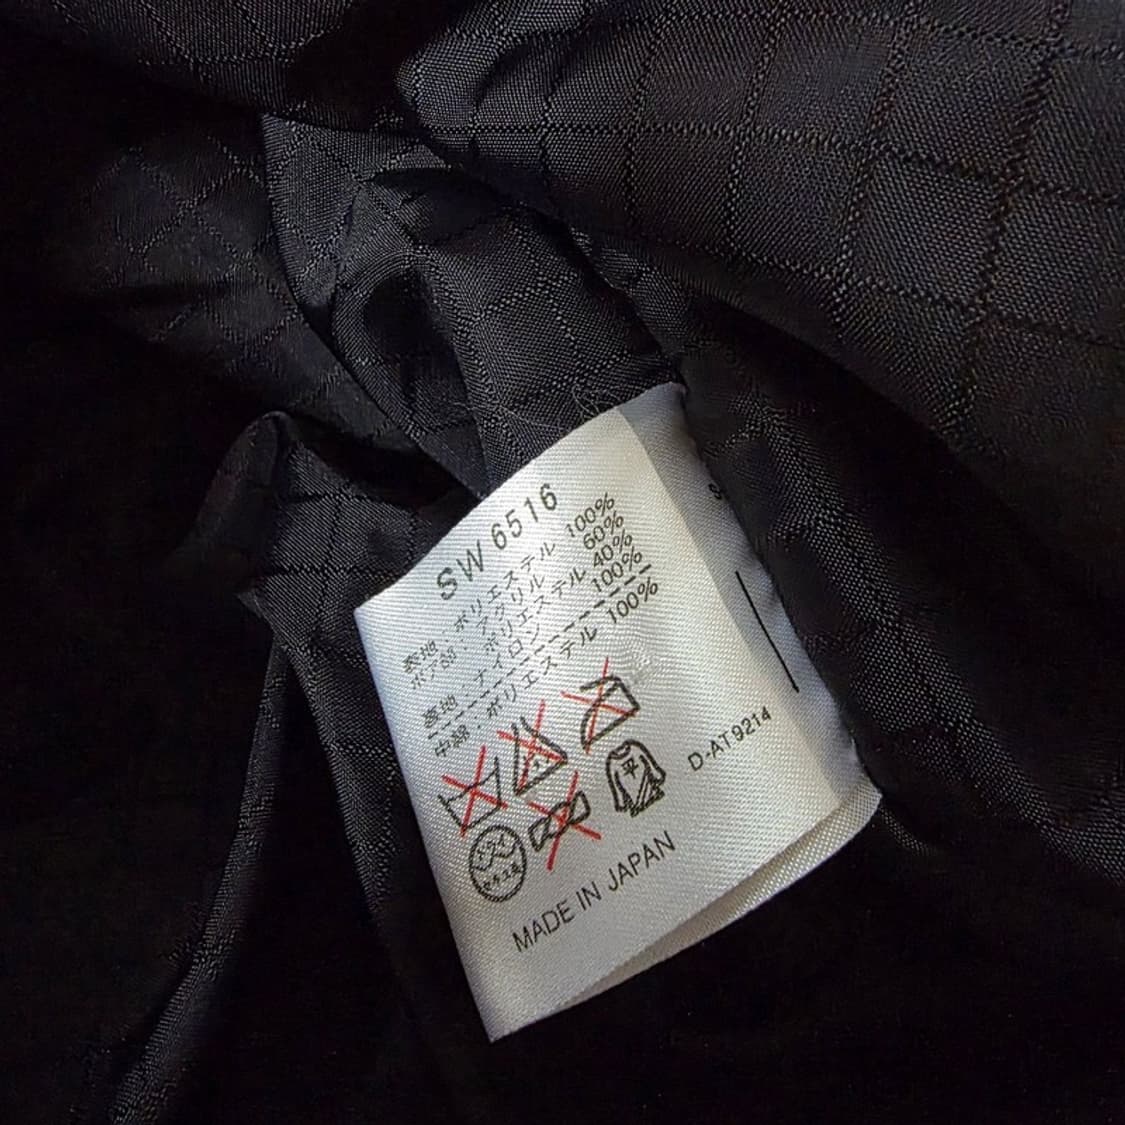 SW 6516
表地:ポリエステル 100%
ボア部:アクリル 60%
ポリエステル 40%
裏地:ナイロン 100%
中綿:ポリエステル 100%
平
D-AT9214
MADE IN JAPAN